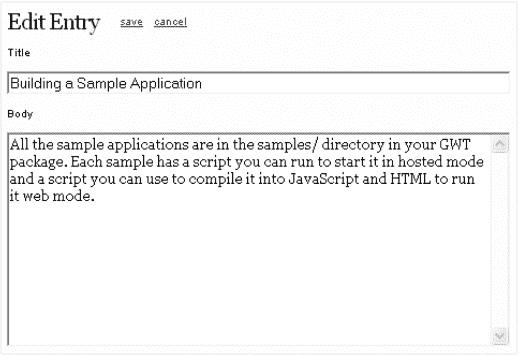 Edit Entry save cancel
Title
Building a Sample Application
Body
All the sample applications are in the samples/ directory in your GWT
package. Each sample has a script you can run to start it in hosted mode
and a script you can use to compile it into JavaScript and HTML to run
it web mode.